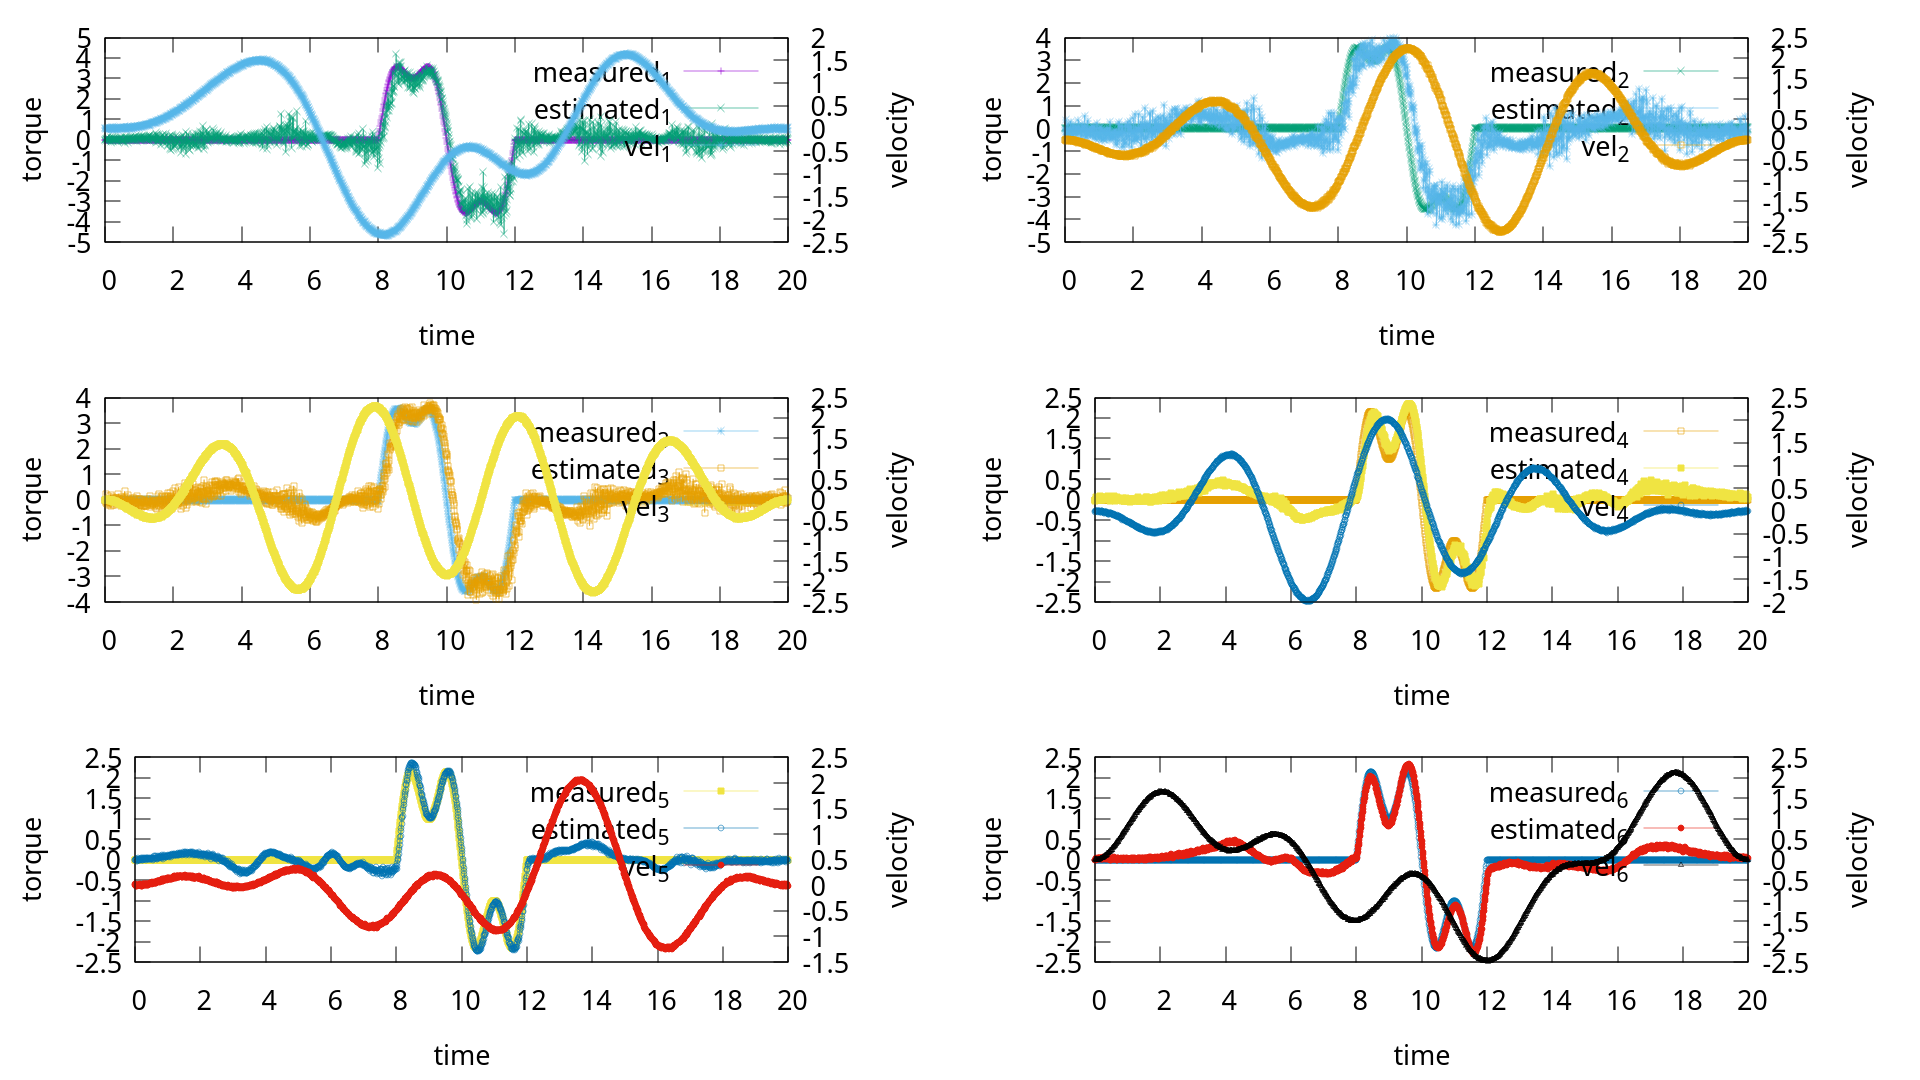 torque
5
4
3
2
1
0
-1
-2
-3
-4
-5
measured1
estimated1
vel1
2
1.5
1
0.5
0
-0.5
-1
-1.5
-2
-2.5
velocity
0 2 4 6 8 10 12 14 16 18 20
time
torque
4
3
2
1
0
-1
-2
-3
-4
-5
measured2
estimated2
vel2
2.5
2
1.5
1
0.5
0
-0.5
-1
-1.5
-2
-2.5
velocity
0 2 4 6 8 10 12 14 16 18 20
time
torque
4
3
2
1
0
-1
-2
-3
-4
measured3
estimated3
vel3
2.5
2
1.5
1
0.5
0
-0.5
-1
-1.5
-2
-2.5
velocity
0 2 4 6 8 10 12 14 16 18 20
time
torque
2.5
2
1.5
1
0.5
0
-0.5
-1
-1.5
-2
-2.5
measured4
estimated4
vel4
2.5
2
1.5
1
0.5
0
-0.5
-1
-1.5
-2
velocity
0 2 4 6 8 10 12 14 16 18 20
time
torque
2.5
2
1.5
1
0.5
0
-0.5
-1
-1.5
-2
-2.5
measured5
estimated5
vel5
2.5
2
1.5
1
0.5
0
-0.5
-1
-1.5
velocity
0 2 4 6 8 10 12 14 16 18 20
time
torque
2.5
2
1.5
1
0.5
0
-0.5
-1
-1.5
-2
-2.5
measured6
estimated6
vel6
2.5
2
1.5
1
0.5
0
-0.5
-1
-1.5
-2
-2.5
velocity
0 2 4 6 8 10 12 14 16 18 20
time